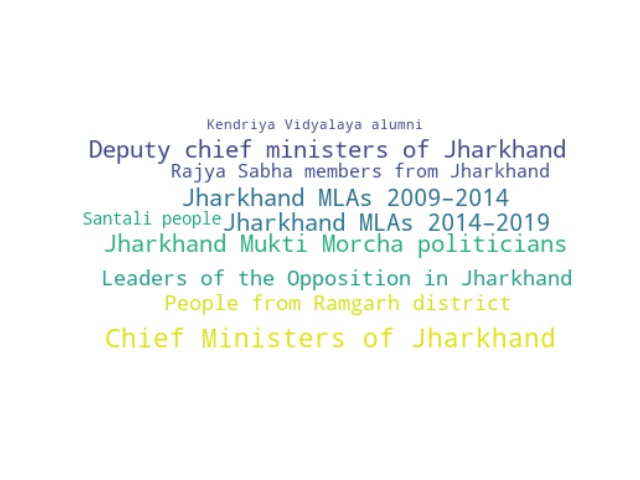 Kendriya Vidyalaya alumni
Deputy chief ministers of Jharkhand
Rajya Sabha members from Jharkhand
Jharkhand MLAs 2009–2014
Santali people
Jharkhand MLAs 2014–2019
Jharkhand Mukti Morcha politicians
Leaders of the Opposition in Jharkhand
People from Ramgarh district
Chief Ministers of Jharkhand